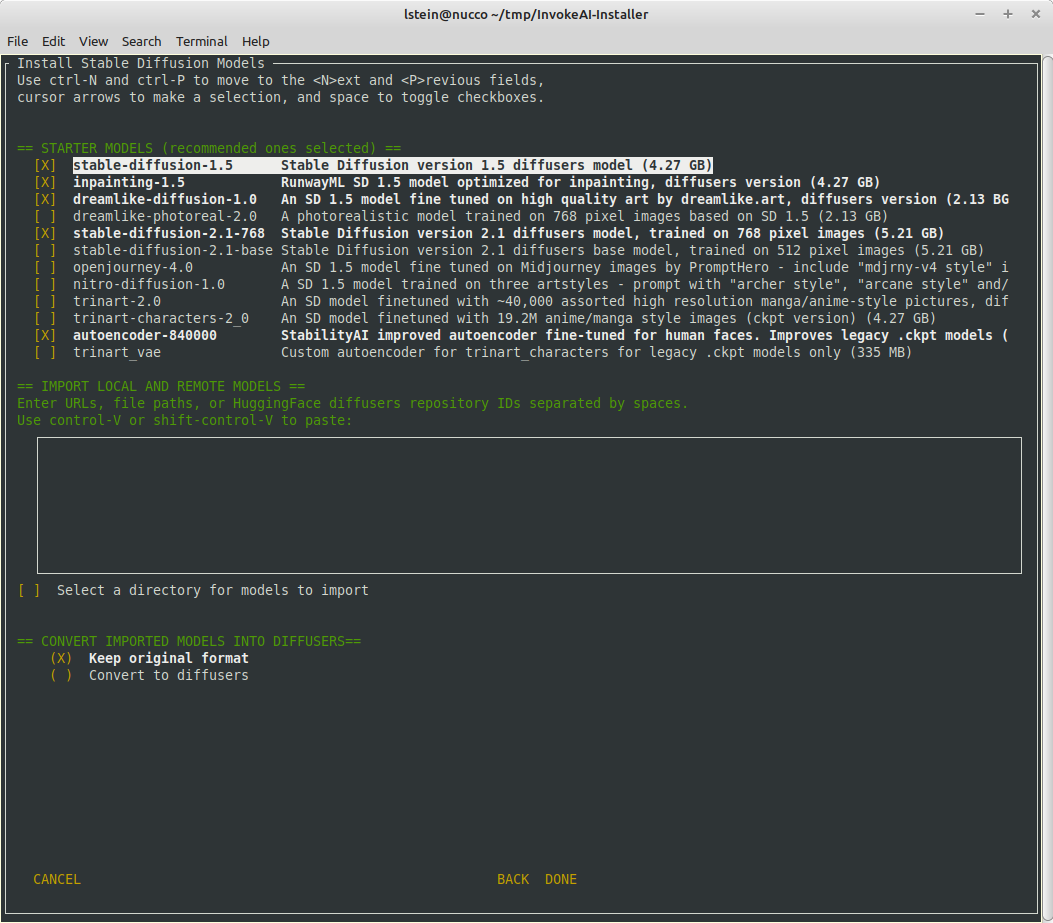 lstein@nucco ~/tmp/InvokeAI-Installer
File Edit View Search Terminal Help
Install Stable Diffusion Models
Use ctrl-N and ctrl-P to move to the <N>ext and <P>revious fields,
cursor arrows to make a selection, and space to toggle checkboxes.
== STARTER MODELS (recommended ones selected) ==
[X] stable-diffusion-1.5 Stable Diffusion version 1.5 diffusers model (4.27 GB)
[X] inpainting-1.5 RunwayML SD 1.5 model optimized for inpainting, diffusers version (4.27 GB)
[X] dreamlike-diffusion-1.0 An SD 1.5 model fine tuned on high quality art by dreamlike.art, diffusers version (2.13 BG
[ ] dreamlike-photoreal-2.0 A photorealistic model trained on 768 pixel images based on SD 1.5 (2.13 GB)
[X] stable-diffusion-2.1-768 Stable Diffusion version 2.1 diffusers model, trained on 768 pixel images (5.21 GB)
[ ] stable-diffusion-2.1-base Stable Diffusion version 2.1 diffusers base model, trained on 512 pixel images (5.21 GB)
[ ] openjourney-4.0 An SD 1.5 model fine tuned on Midjourney images by PromptHero - include "mdjrny-v4 style" i
[ ] nitro-diffusion-1.0 A SD 1.5 model trained on three artstyles - prompt with "archer style", "arcane style" and/
[ ] trinart-2.0 An SD model finetuned with ~40,000 assorted high resolution manga/anime-style pictures, dif
[ ] trinart-characters-2_0 An SD model finetuned with 19.2M anime/manga style images (ckpt version) (4.27 GB)
[X] autoencoder-840000 StabilityAI improved autoencoder fine-tuned for human faces. Improves legacy .ckpt models (
[ ] trinart_vae Custom autoencoder for trinart_characters for legacy .ckpt models only (335 MB)
== IMPORT LOCAL AND REMOTE MODELS ==
Enter URLs, file paths, or HuggingFace diffusers repository IDs separated by spaces.
Use control-V or shift-control-V to paste:
[ ] Select a directory for models to import
== CONVERT IMPORTED MODELS INTO DIFFUSERS==
(X) Keep original format
( ) Convert to diffusers
CANCEL BACK DONE